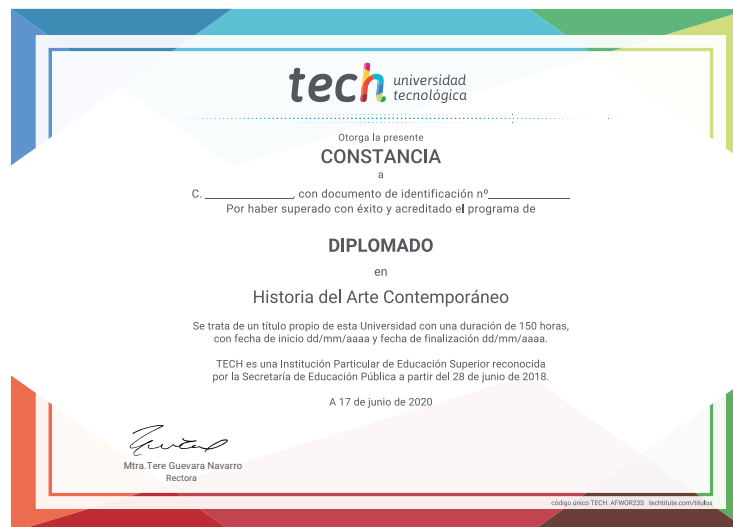 tech universidad
tecnológica
Otorga la presente
CONSTANCIA
a
C. ______________, con documento de identificación nº______________
Por haber superado con éxito y acreditado el programa de
DIPLOMADO
en
Historia del Arte Contemporáneo
Se trata de un título propio de esta Universidad con una duración de 150 horas,
con fecha de inicio dd/mm/aaaa y fecha de finalización dd/mm/aaaa.
TECH es una Institución Particular de Educación Superior reconocida
por la Secretaría de Educación Pública a partir del 28 de junio de 2018.
A 17 de junio de 2020
Mtra.Tere Guevara Navarro
Rectora
código único TECH: AFWOR23S techtitute.com/titulos